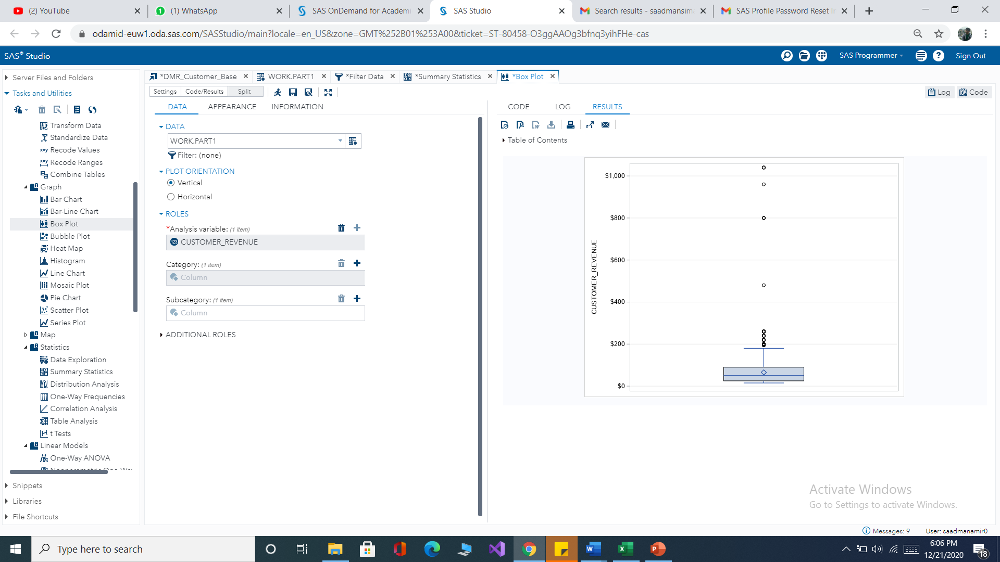 (2) YouTube
(1) WhatsApp
SAS OnDemand for Academi
SAS Studio
Search results - saadmansima
SAS Profile Password Reset In
odamid-euw1.oda.sas.com/SASStudio/main?locale=en_US&zone=GMT%252B01%253A00&ticket=ST-80458-O3ggAAOg3bfnq3yihFHe-cas
SAS® Studio
SAS Programmer
Sign Out
Server Files and Folders
Tasks and Utilities
Transform Data
Standardize Data
Recode Values
Recode Ranges
Combine Tables
Graph
Bar Chart
Bar-Line Chart
Box Plot
Bubble Plot
Heat Map
Histogram
Line Chart
Mosaic Plot
Pie Chart
Scatter Plot
Series Plot
Map
Statistics
Data Exploration
Summary Statistics
Distribution Analysis
One-Way Frequencies
Correlation Analysis
Table Analysis
t Tests
Linear Models
One-Way ANOVA
Snippets
Libraries
File Shortcuts
*DMR_Customer_Base
WORK.PART1
*Filter Data
*Summary Statistics
*Box Plot
Settings
Code/Results
Split
Log
Code
DATA
APPEARANCE
INFORMATION
DATA
WORK.PART1
Filter: (none)
PLOT ORIENTATION
Vertical
Horizontal
ROLES
*Analysis variable: (1 item)
123 CUSTOMER_REVENUE
Category: (1 item)
Column
Subcategory: (1 item)
Column
ADDITIONAL ROLES
CODE
LOG
RESULTS
Table of Contents
CUSTOMER_REVENUE
$1,000
$800
$600
$400
$200
$0
Activate Windows
Go to Settings to activate Windows.
Messages: 9
User: saadmanamir0
Type here to search
6:06 PM
12/21/2020
18